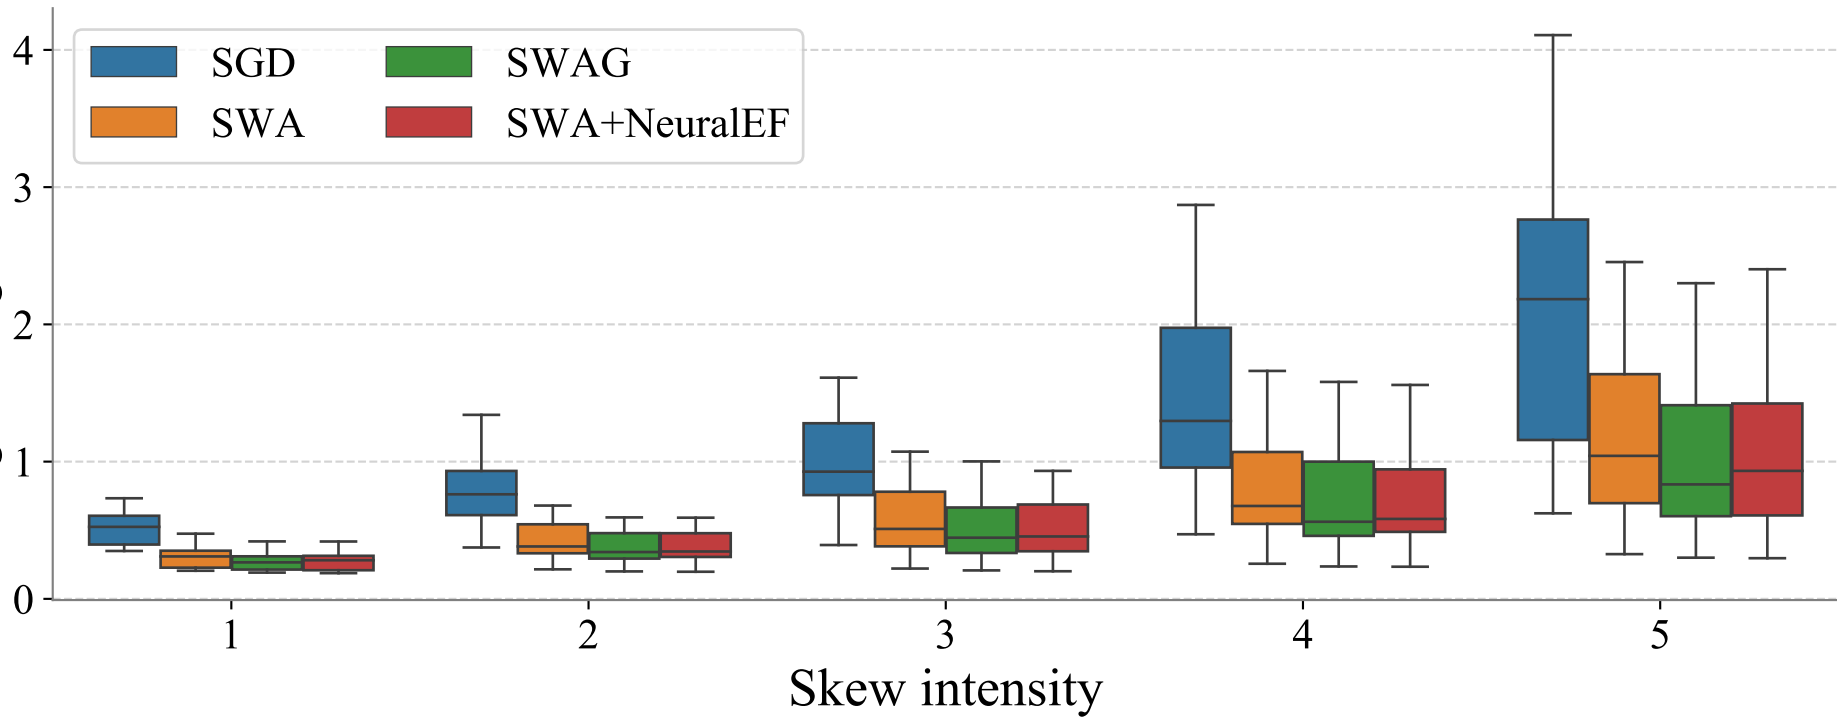 SGD
SWA
SWAG
SWA+NeuralEF
4
3
2
1
0
1 2 3 4 5
Skew intensity